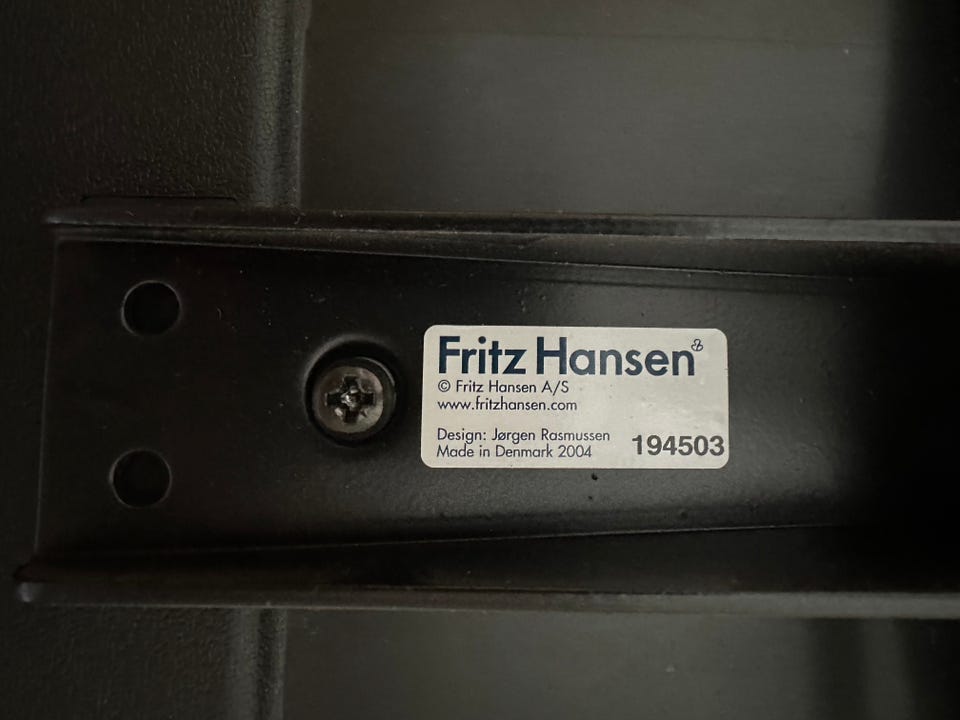 Fritz Hansen
© Fritz Hansen A/S
www.fritzhansen.com
Design: Jørgen Rasmussen
Made in Denmark 2004
194503